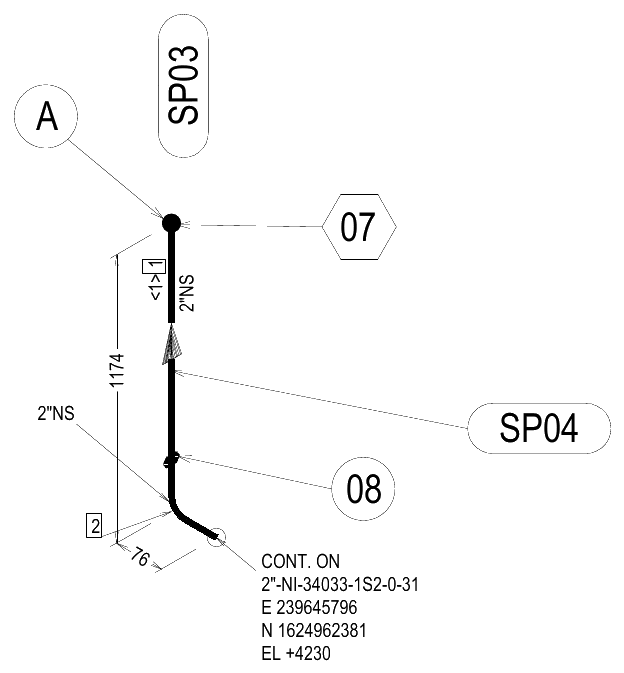 SP03
A
07
<1> 1
2"NS
1174
2"NS
SP04
08
2
76
CONT. ON
2"-NI-34033-1S2-0-31
E 239645796
N 1624962381
EL +4230